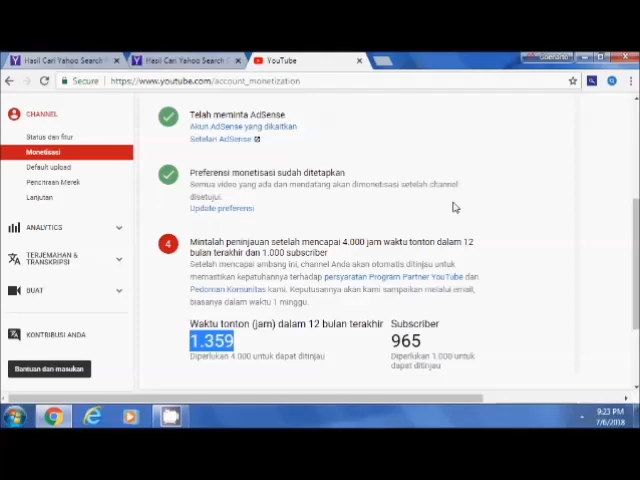 Hasil Cari Yahoo Search
Hasil Cari Yahoo Search
YouTube
Secure
https://www.youtube.com/account_monetization
CHANNEL
Status dan fitur
Monetisasi
Default upload
Pencitraan Merek
Lanjutan
ANALYTICS
TERJEMAHAN &
TRANSKRIPSI
BUAT
KONTRIBUSI ANDA
Bantuan dan masukan
Telah meminta AdSense
Akun AdSense yang dikaitkan
Setelan AdSense
Preferensi monetisasi sudah ditetapkan
Semua video yang ada dan mendatang akan dimonetisasi setelah channel
disetujui.
Update preferensi
4
Mintalah peninjauan setelah mencapai 4.000 jam waktu tonton dalam 12
bulan terakhir dan 1.000 subscriber
Setelah mencapai ambang ini, channel Anda akan otomatis ditinjau untuk
memastikan kepatuhannya terhadap persyaratan Program Partner YouTube dan
Pedoman Komunitas kami. Keputusannya akan kami sampaikan melalui email,
biasanya dalam waktu 1 minggu.
Waktu tonton (jam) dalam 12 bulan terakhir
1.359
Diperlukan 4.000 untuk dapat ditinjau
Subscriber
965
Diperlukan 1.000 untuk
dapat ditinjau
9:23 PM
7/6/2018